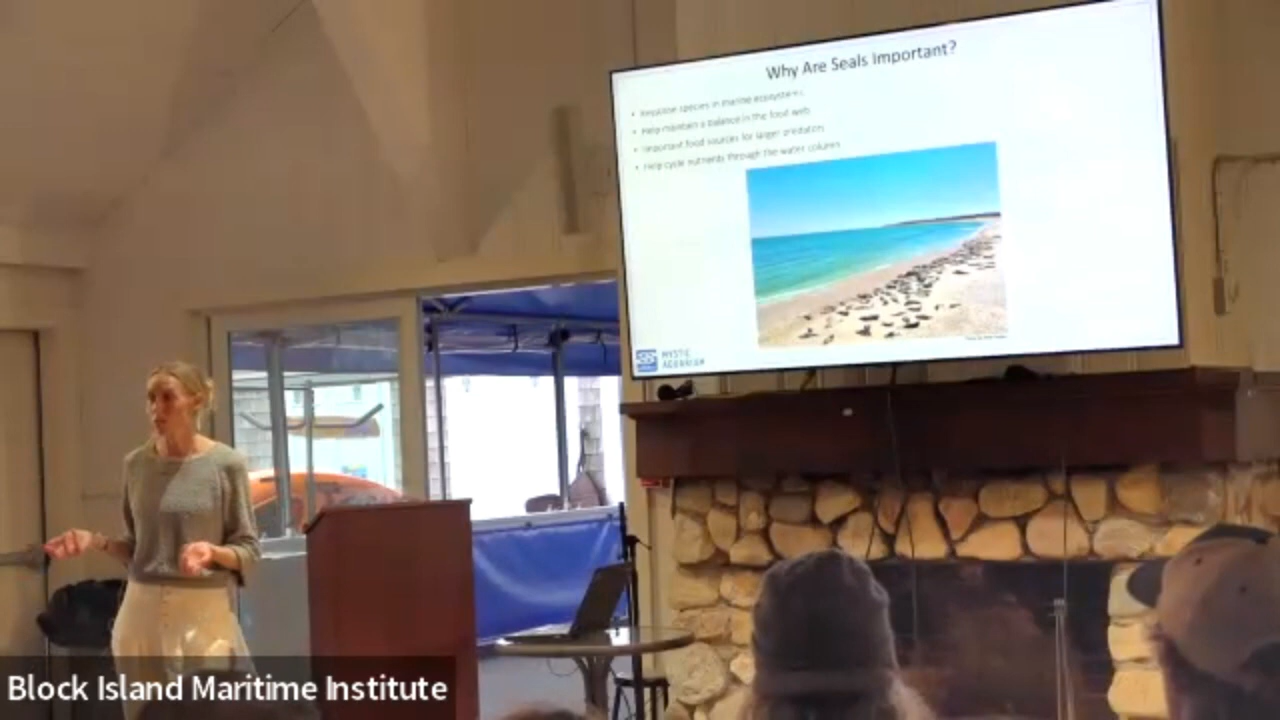 Why Are Seals Important?
• Keystone species in marine ecosystems
• Help maintain a balance in the food web
• Important food sources for larger predators
• Help cycle nutrients through the water column
MYSTIC
AQUARIUM
Block Island Maritime Institute